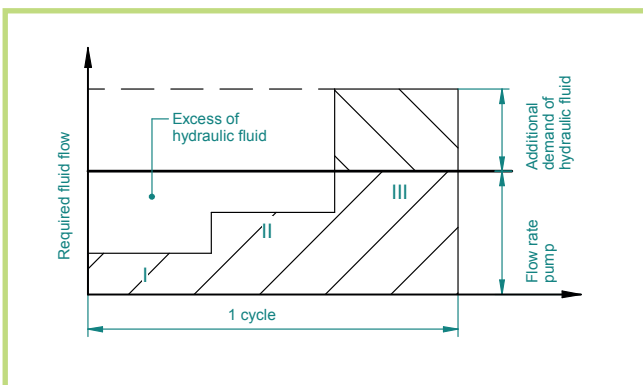 Required fluid flow
Excess of
hydraulic fluid
I
II
III
1 cycle
Additional
demand of
hydraulic fluid
Flow rate
pump